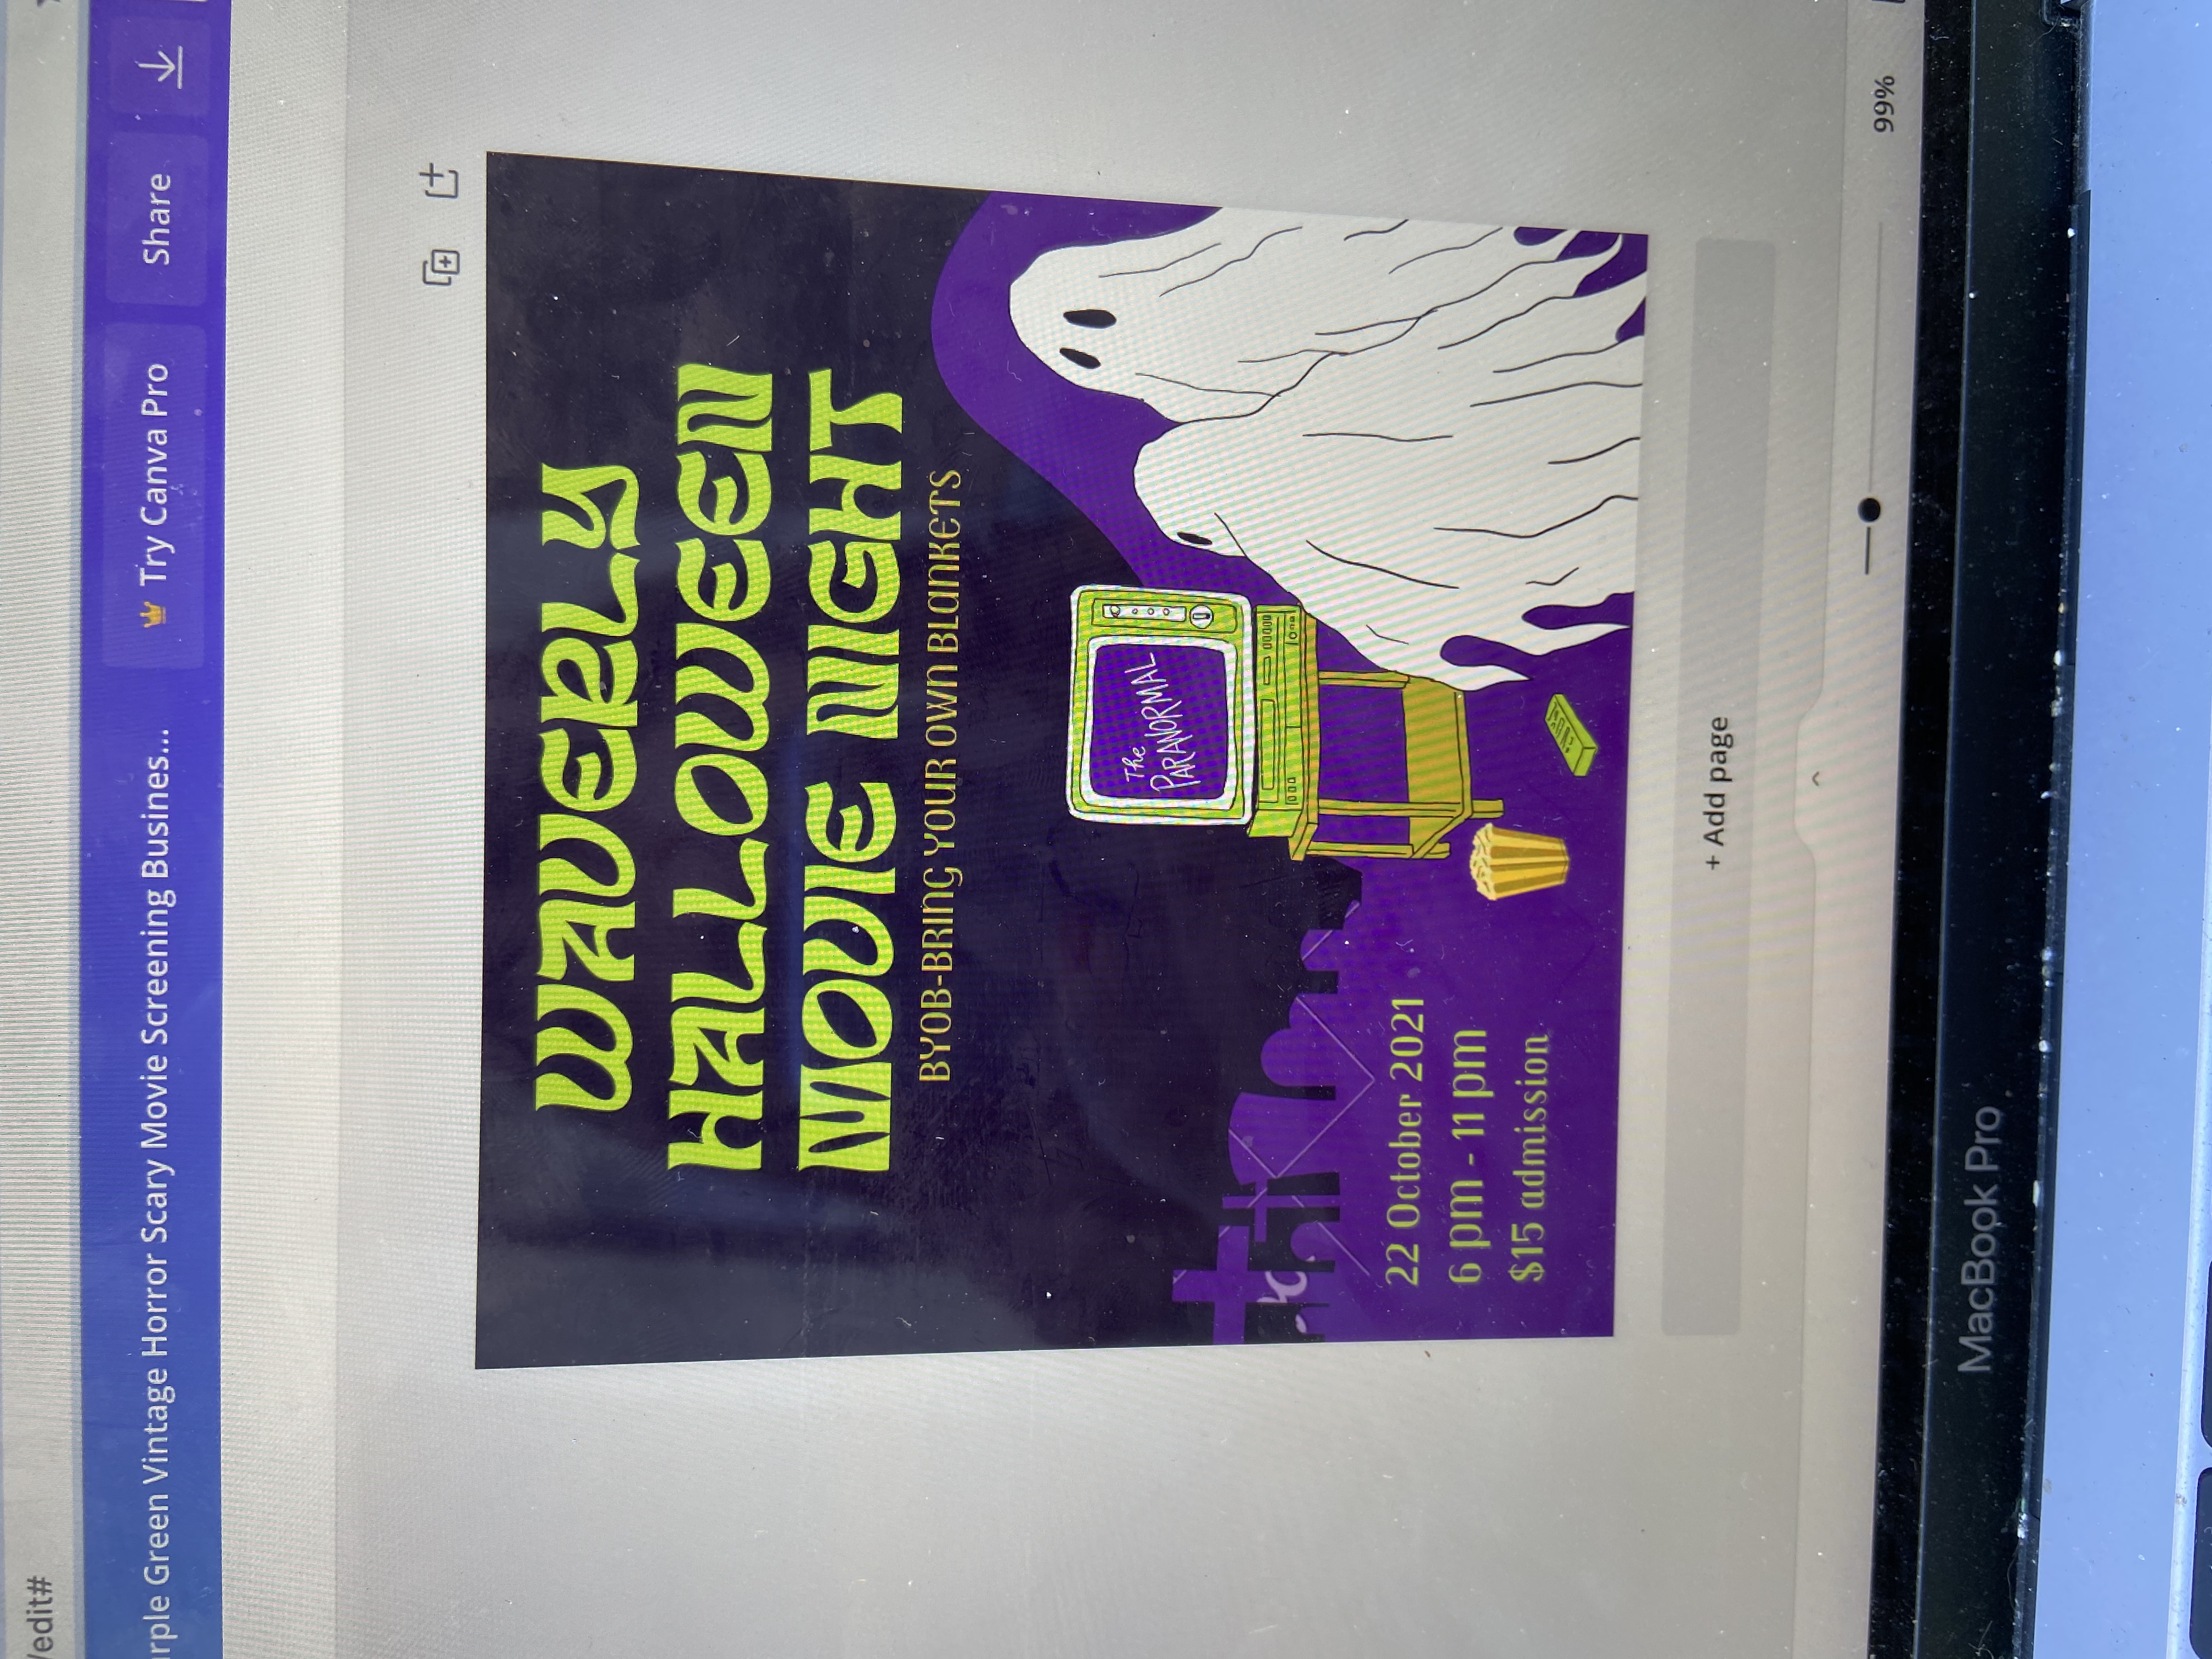 /edit#
rple Green Vintage Horror Scary Movie Screening Busines...
Try Canva Pro
Share
WAVERLY
HALLOWEEN
MOVIE NIGHT
BYOB-BRING YOUR OWN BLANKETS
The
PARANORMAL
22 October 2021
6 pm - 11 pm
$15 admission
+ Add page
99%
MacBook Pro